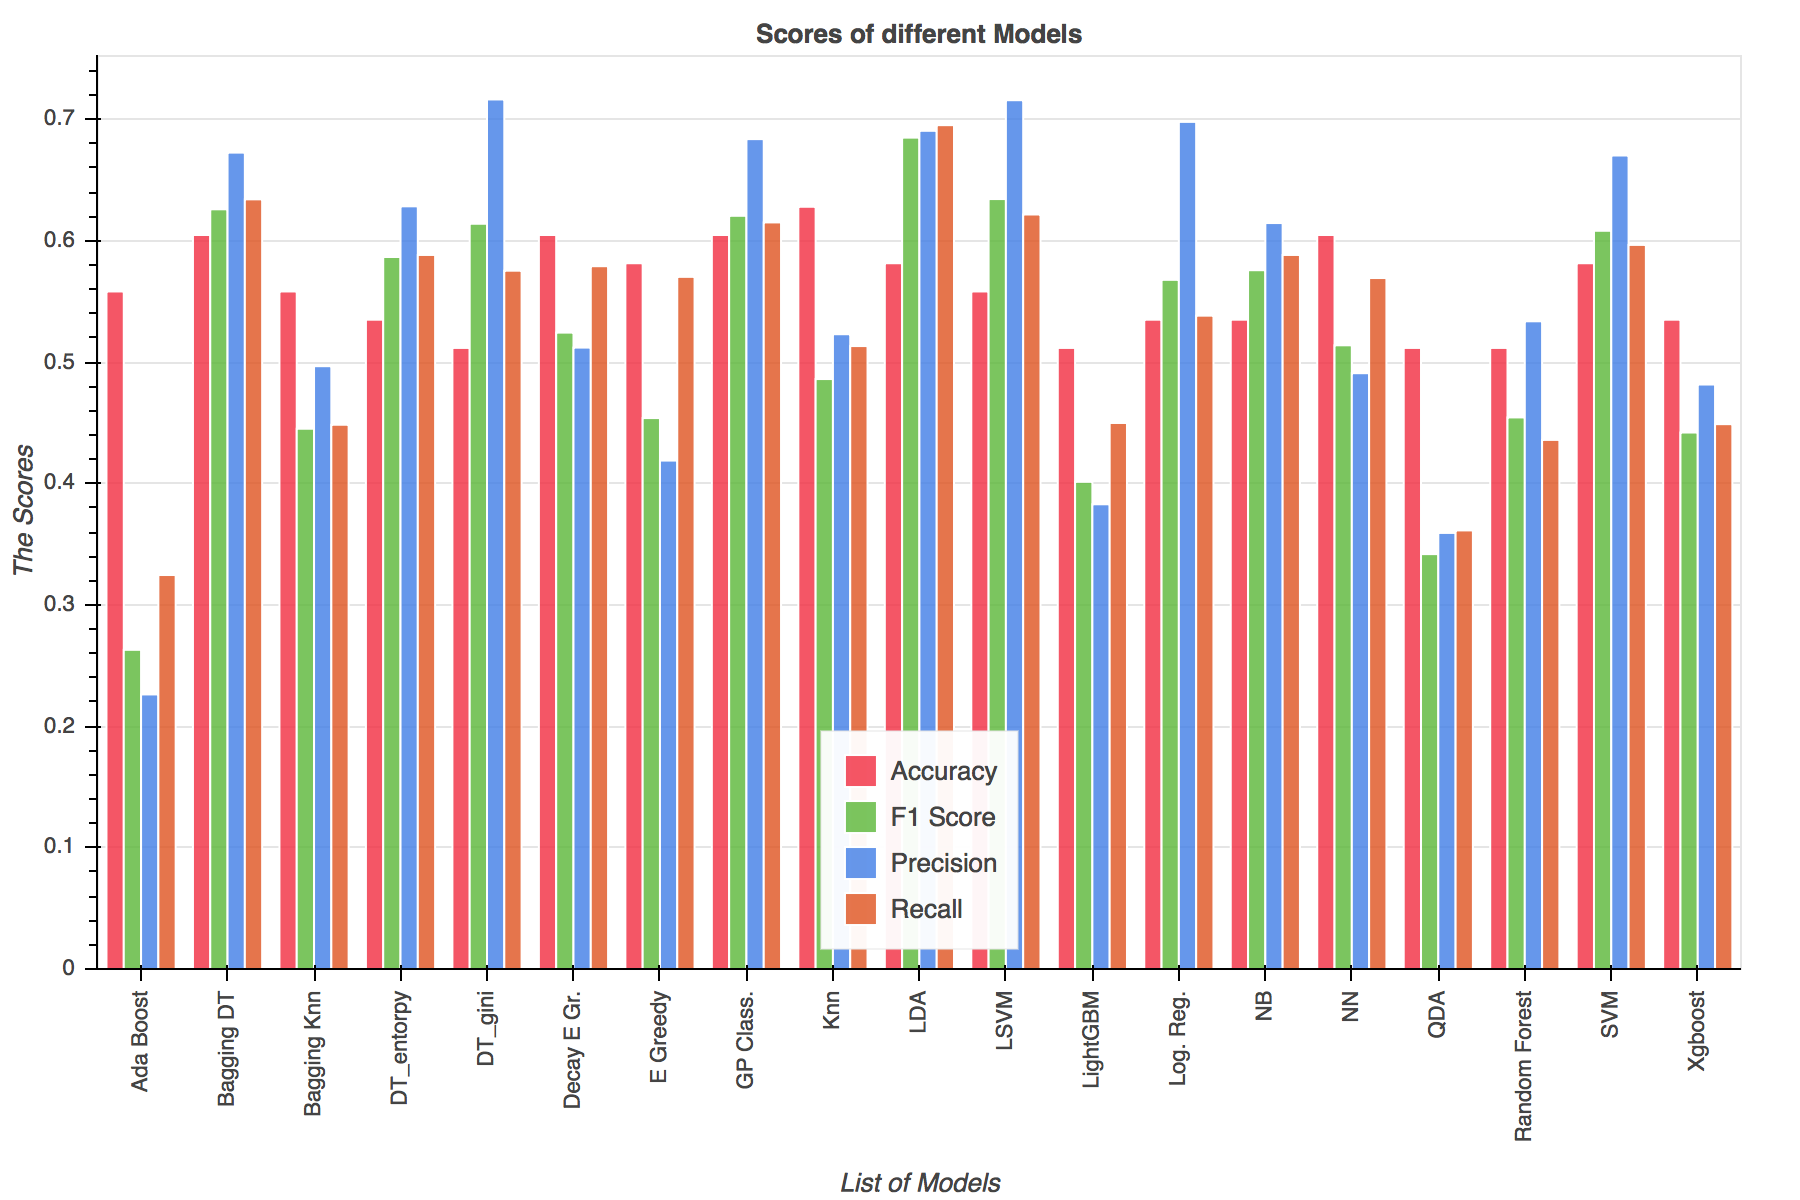 Scores of different Models
The Scores
0.7
0.6
0.5
0.4
0.3
0.2
0.1
0
Accuracy
F1 Score
Precision
Recall
Ada Boost
Bagging DT
Bagging Knn
DT_entorpy
DT_gini
Decay E Gr.
E Greedy
GP Class.
Knn
LDA
LSVM
LightGBM
Log. Reg.
NB
NN
QDA
Random Forest
SVM
Xgboost
List of Models